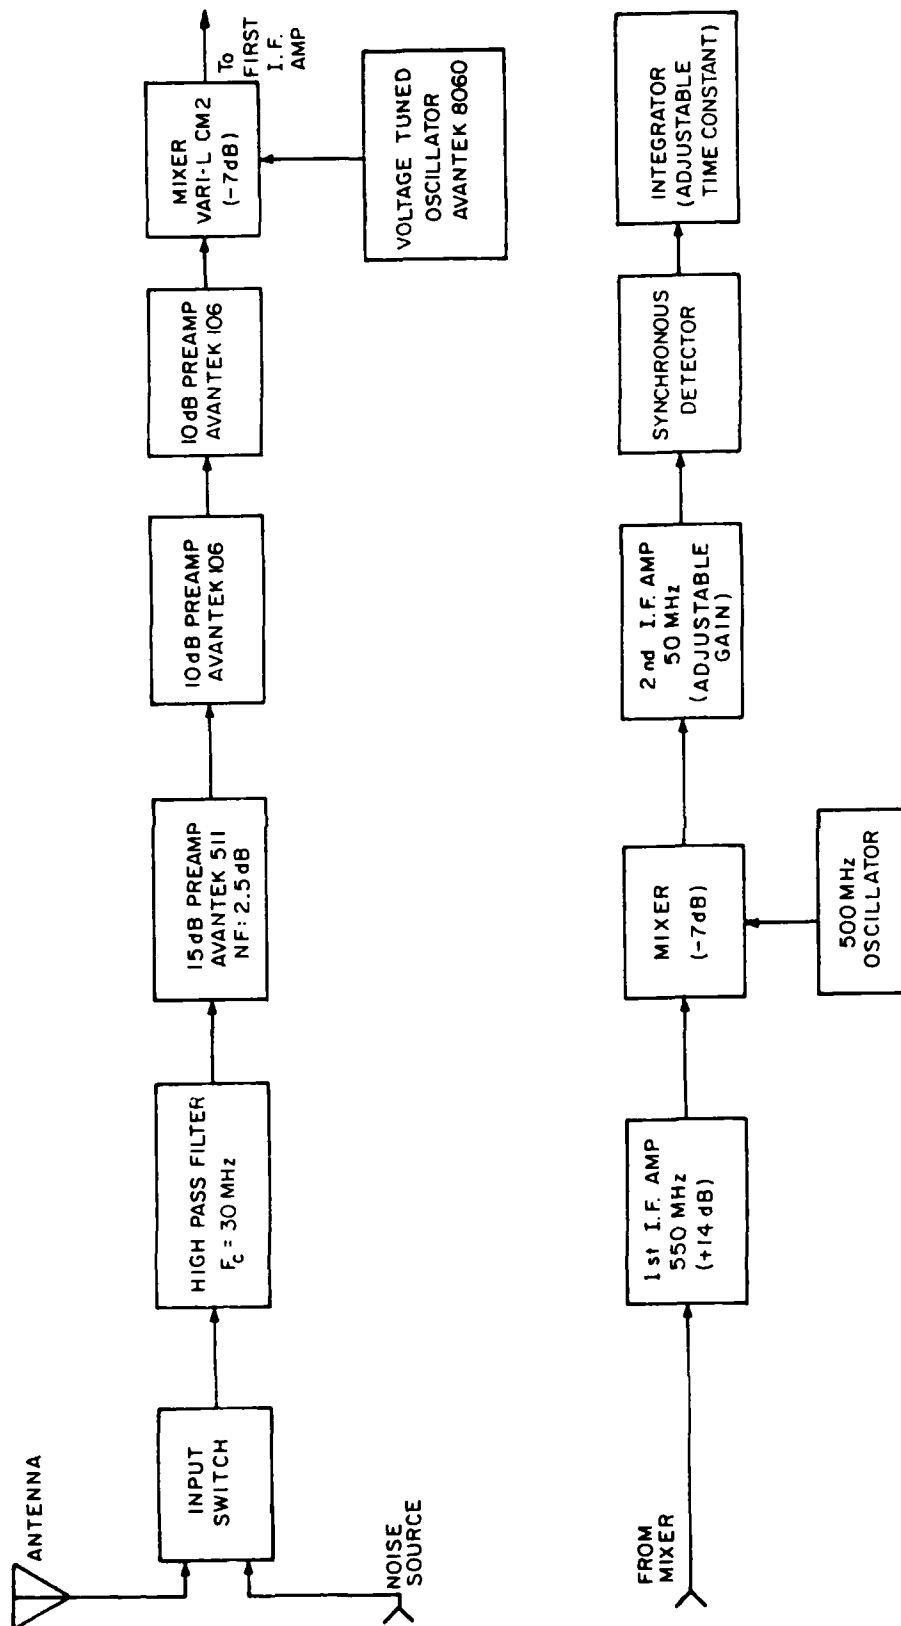 ANTENNA
NOISE
SOURCE
INPUT
SWITCH
HIGH PASS FILTER
Fc = 30 MHz
15dB PREAMP
AVANTEK 511
NF: 2.5dB
10dB PREAMP
AVANTEK 106
10dB PREAMP
AVANTEK 106
MIXER
VARI-L CM2
(-7dB)
To
FIRST
I.F.
AMP
VOLTAGE TUNED
OSCILLATOR
AVANTEK 8060
FROM
MIXER
1st I.F. AMP
550 MHz
(+14 dB)
MIXER
(-7dB)
500MHz
OSCILLATOR
2nd I.F. AMP
50 MHz
(ADJUSTABLE
GAIN)
SYNCHRONOUS
DETECTOR
INTEGRATOR
(ADJUSTABLE
TIME CONSTANT)